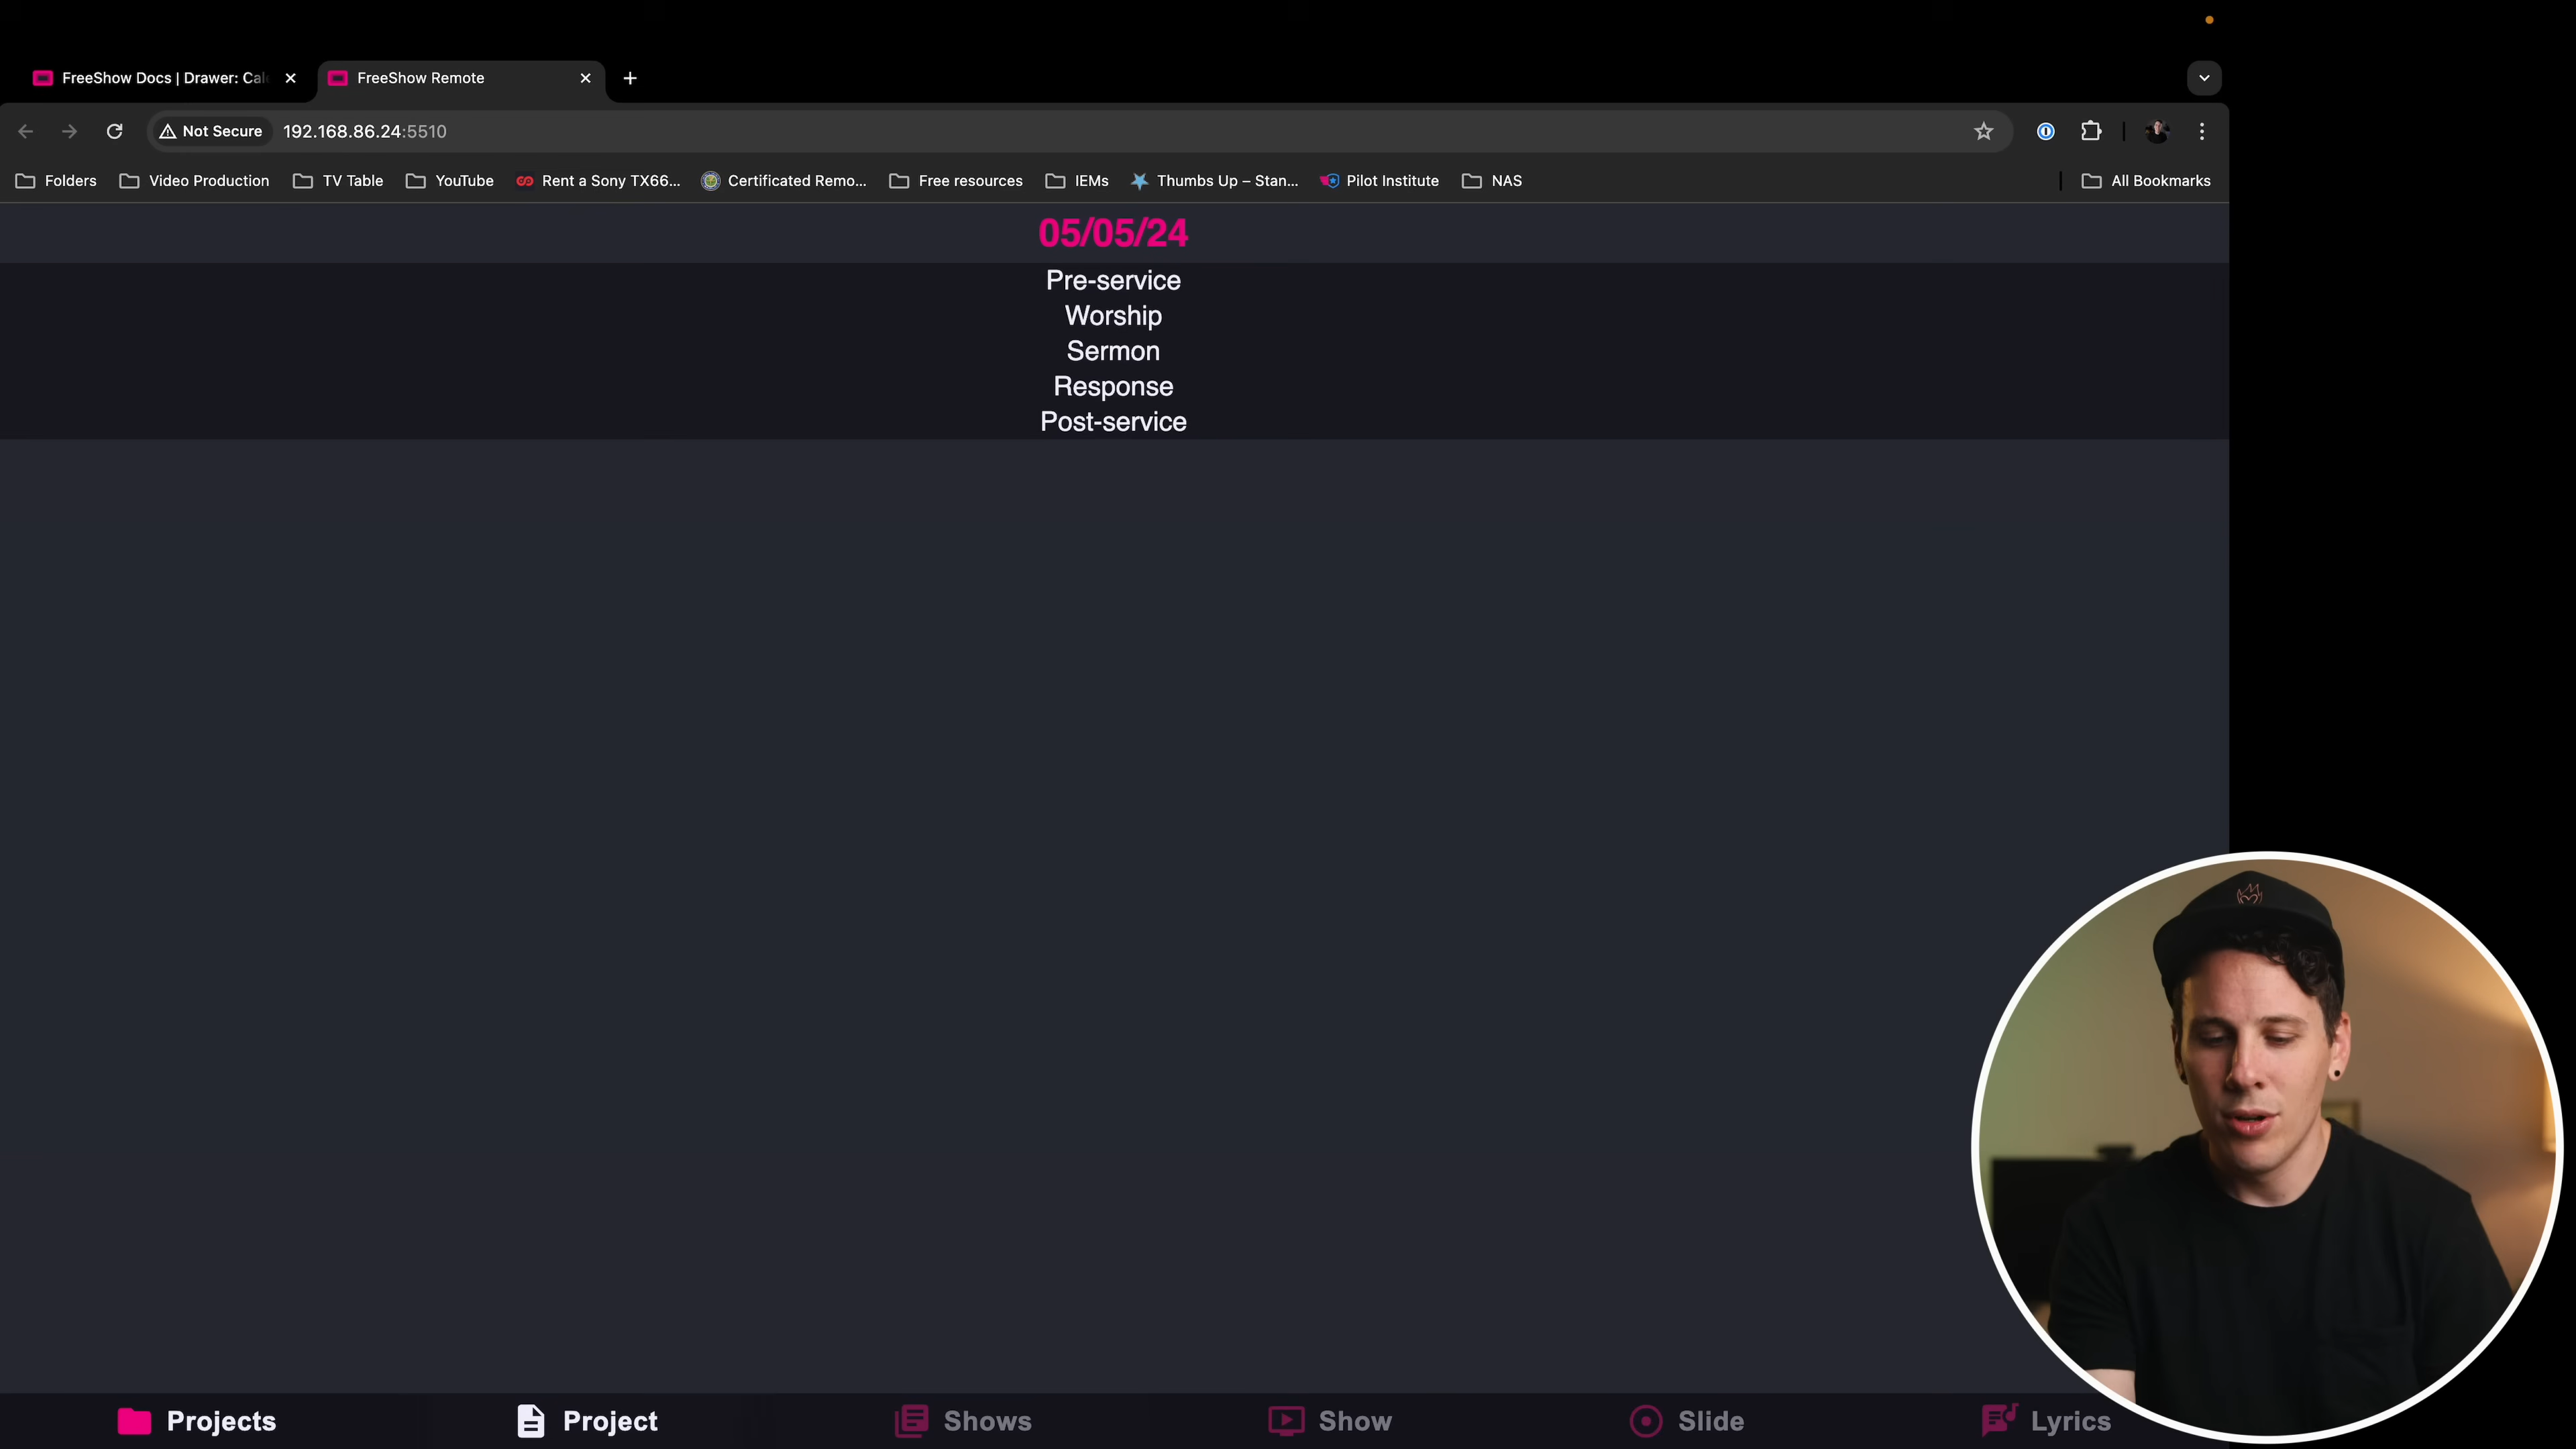 FreeShow Docs | Drawer: Cal
FreeShow Remote
Not Secure 192.168.86.24:5510
Folders Video Production TV Table YouTube Rent a Sony TX66... Certificated Remo... Free resources IEMs Thumbs Up – Stan... Pilot Institute NAS All Bookmarks
05/05/24
Pre-service
Worship
Sermon
Response
Post-service
Projects Project Shows Show Slide Lyrics